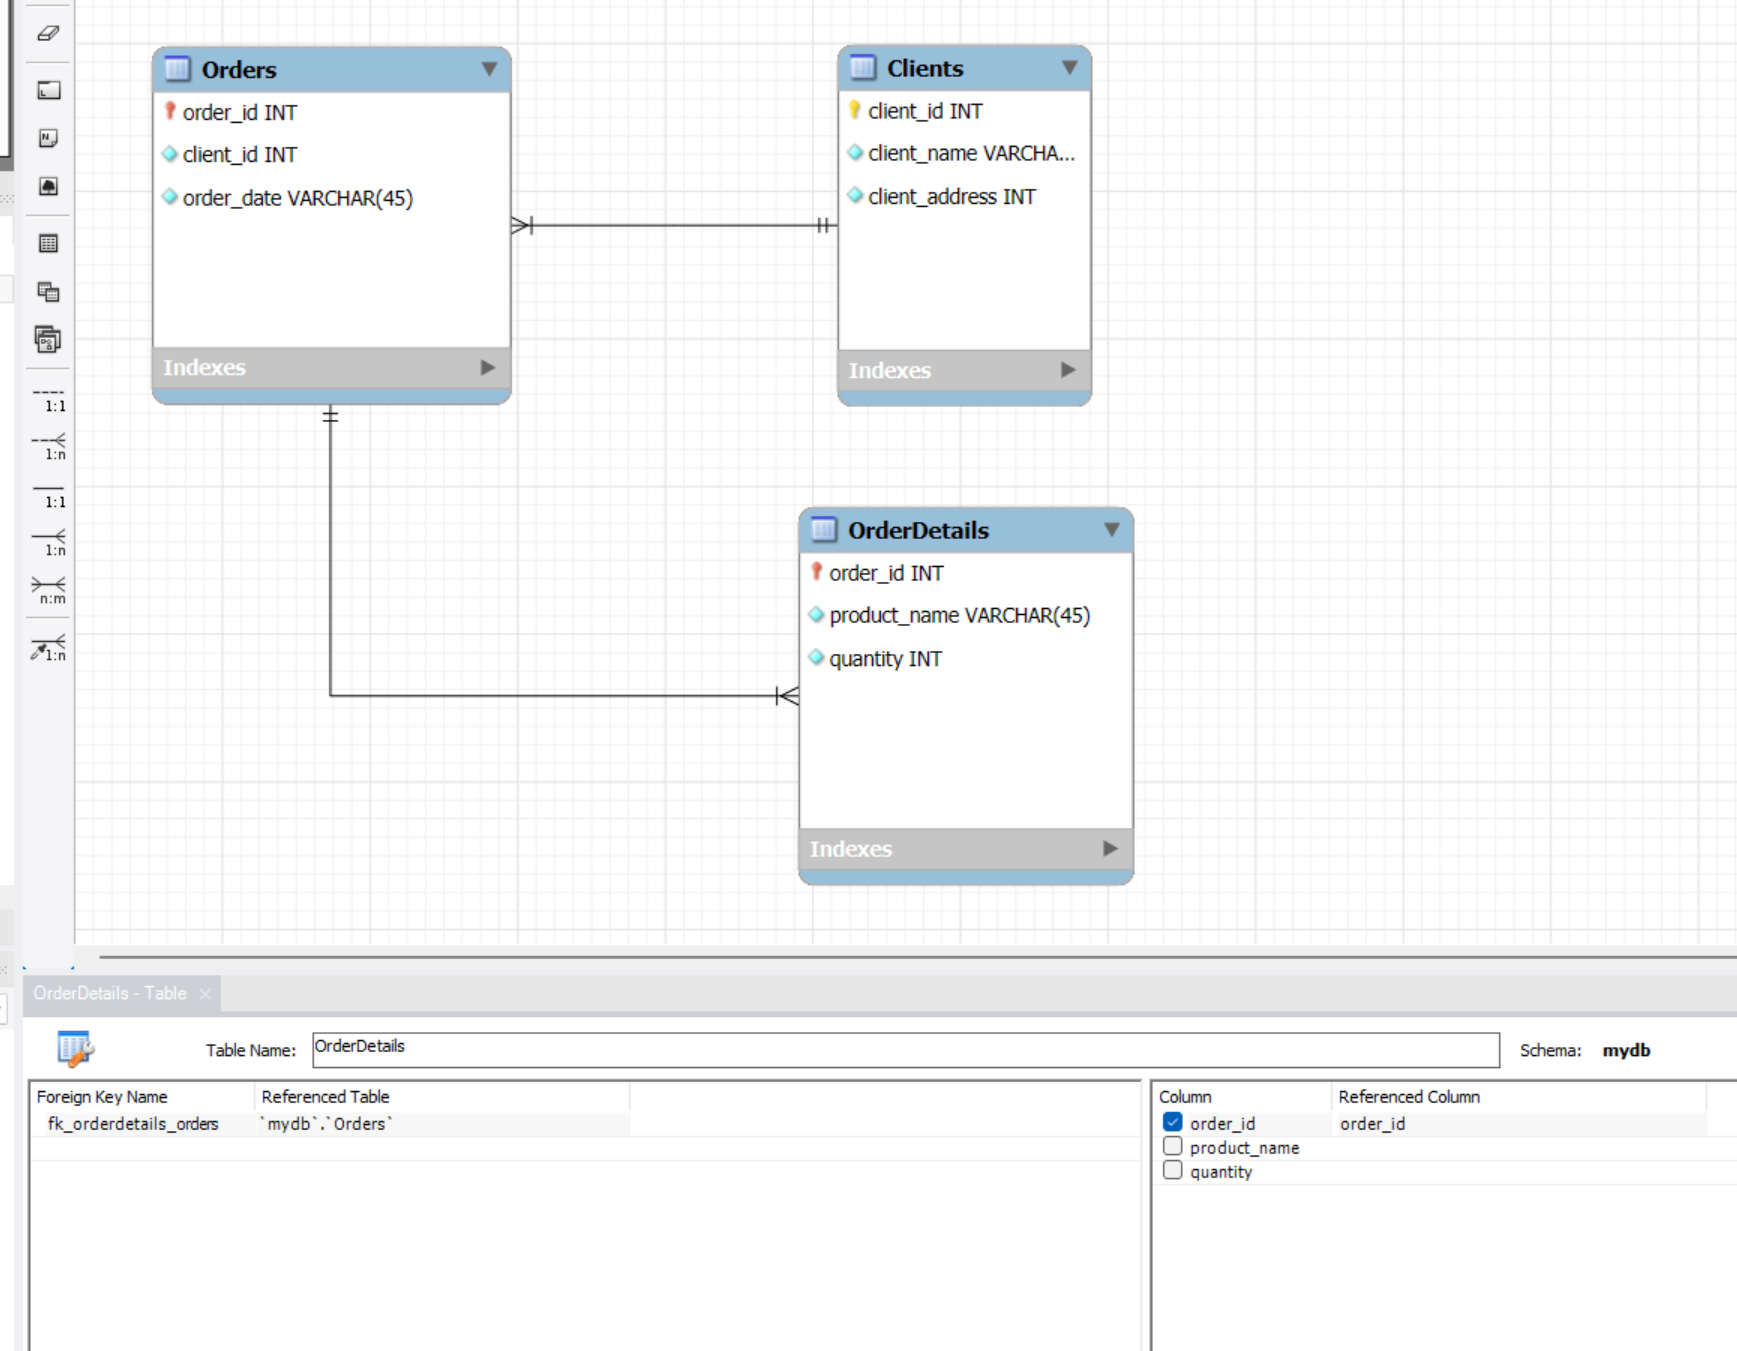 Orders
order_id INT
client_id INT
order_date VARCHAR(45)
Indexes
Clients
client_id INT
client_name VARCHA...
client_address INT
Indexes
1:1
1:n
1:1
1:n
n:m
1:n
OrderDetails
order_id INT
product_name VARCHAR(45)
quantity INT
Indexes
OrderDetails - Table
Table Name: OrderDetails Schema: mydb
Foreign Key Name Referenced Table Column Referenced Column
fk_orderdetails_orders `mydb`.`Orders` order_id order_id
product_name
quantity